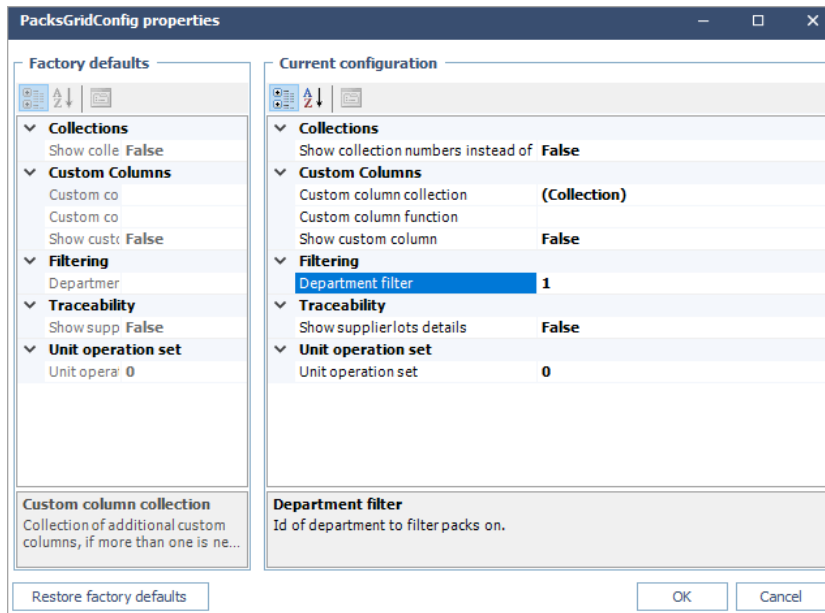 PacksGridConfig properties
Factory defaults
Collections
Show colle False
Custom Columns
Custom co
Custom co
Show custc False
Filtering
Departmer
Traceability
Show supp False
Unit operation set
Unit opera 0
Custom column collection
Collection of additional custom
columns, if more than one is ne...
Current configuration
Collections
Show collection numbers instead of False
Custom Columns
Custom column collection (Collection)
Custom column function
Show custom column False
Filtering
Department filter 1
Traceability
Show supplierlots details False
Unit operation set
Unit operation set 0
Department filter
Id of department to filter packs on.
Restore factory defaults
OK
Cancel